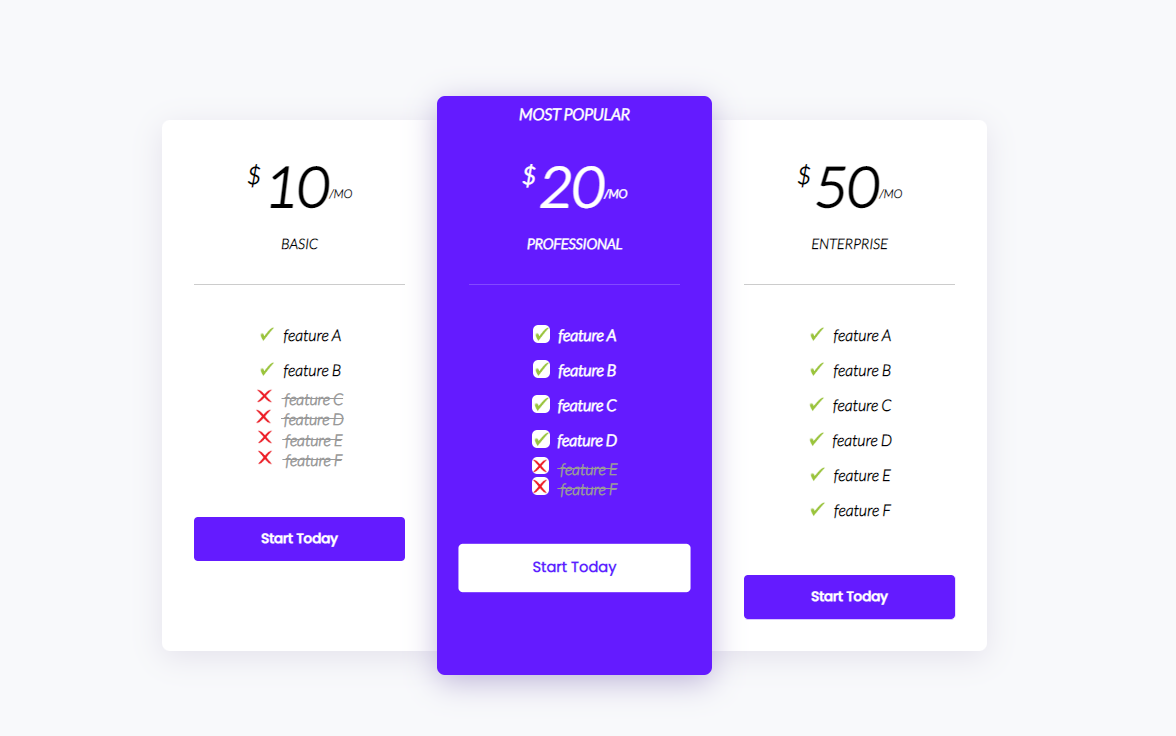 $ 10/MO
BASIC
feature A
feature B
feature C
feature D
feature E
feature F
Start Today
MOST POPULAR
$ 20/MO
PROFESSIONAL
feature A
feature B
feature C
feature D
feature E
feature F
Start Today
$ 50/MO
ENTERPRISE
feature A
feature B
feature C
feature D
feature E
feature F
Start Today